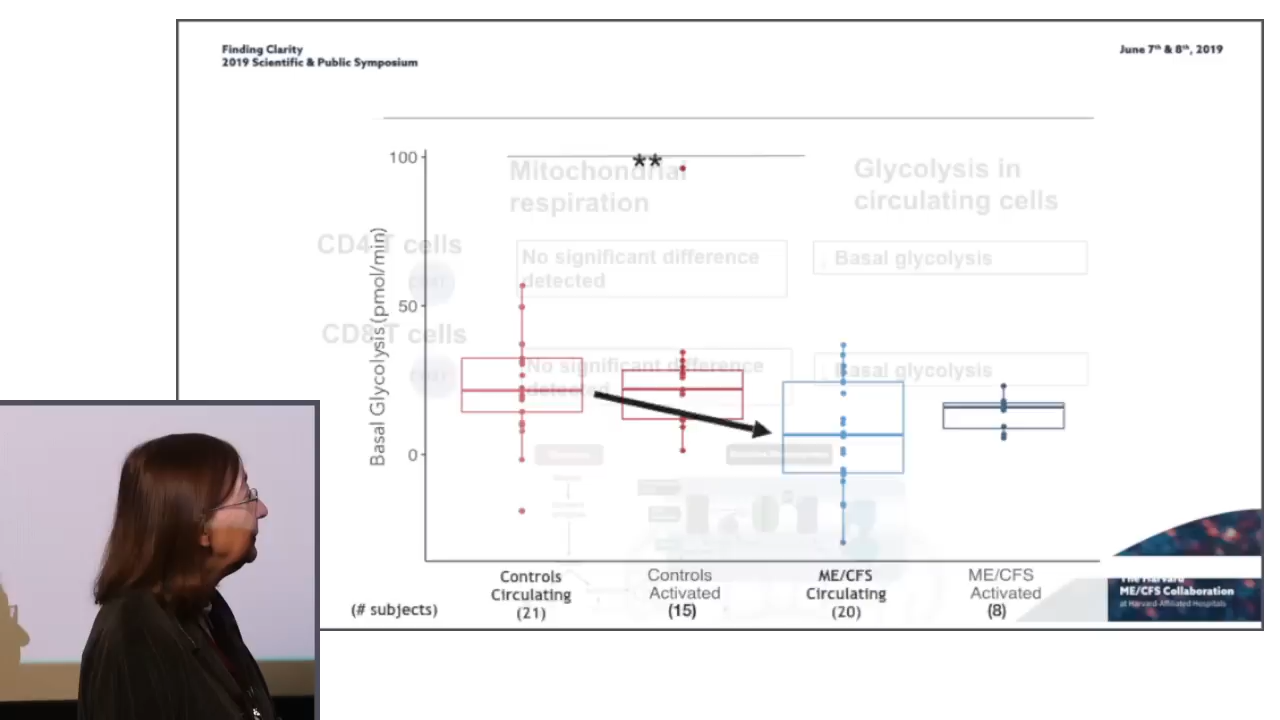 Finding Clarity
2019 Scientific & Public Symposium
June 7th & 8th, 2019
100
50
0
Basal Glycolysis (pmol/min)
**
Mitochondrial
respiration
Glycolysis in
circulating cells
CD4 T cells
No significant difference
detected
Basal glycolysis
CD8 T cells
No significant difference
detected
Basal glycolysis
(# subjects)
Controls
Circulating
(21)
Controls
Activated
(15)
ME/CFS
Circulating
(20)
ME/CFS
Activated
(8)
The Harvard
ME/CFS Collaboration
at Harvard-Affiliated Hospitals